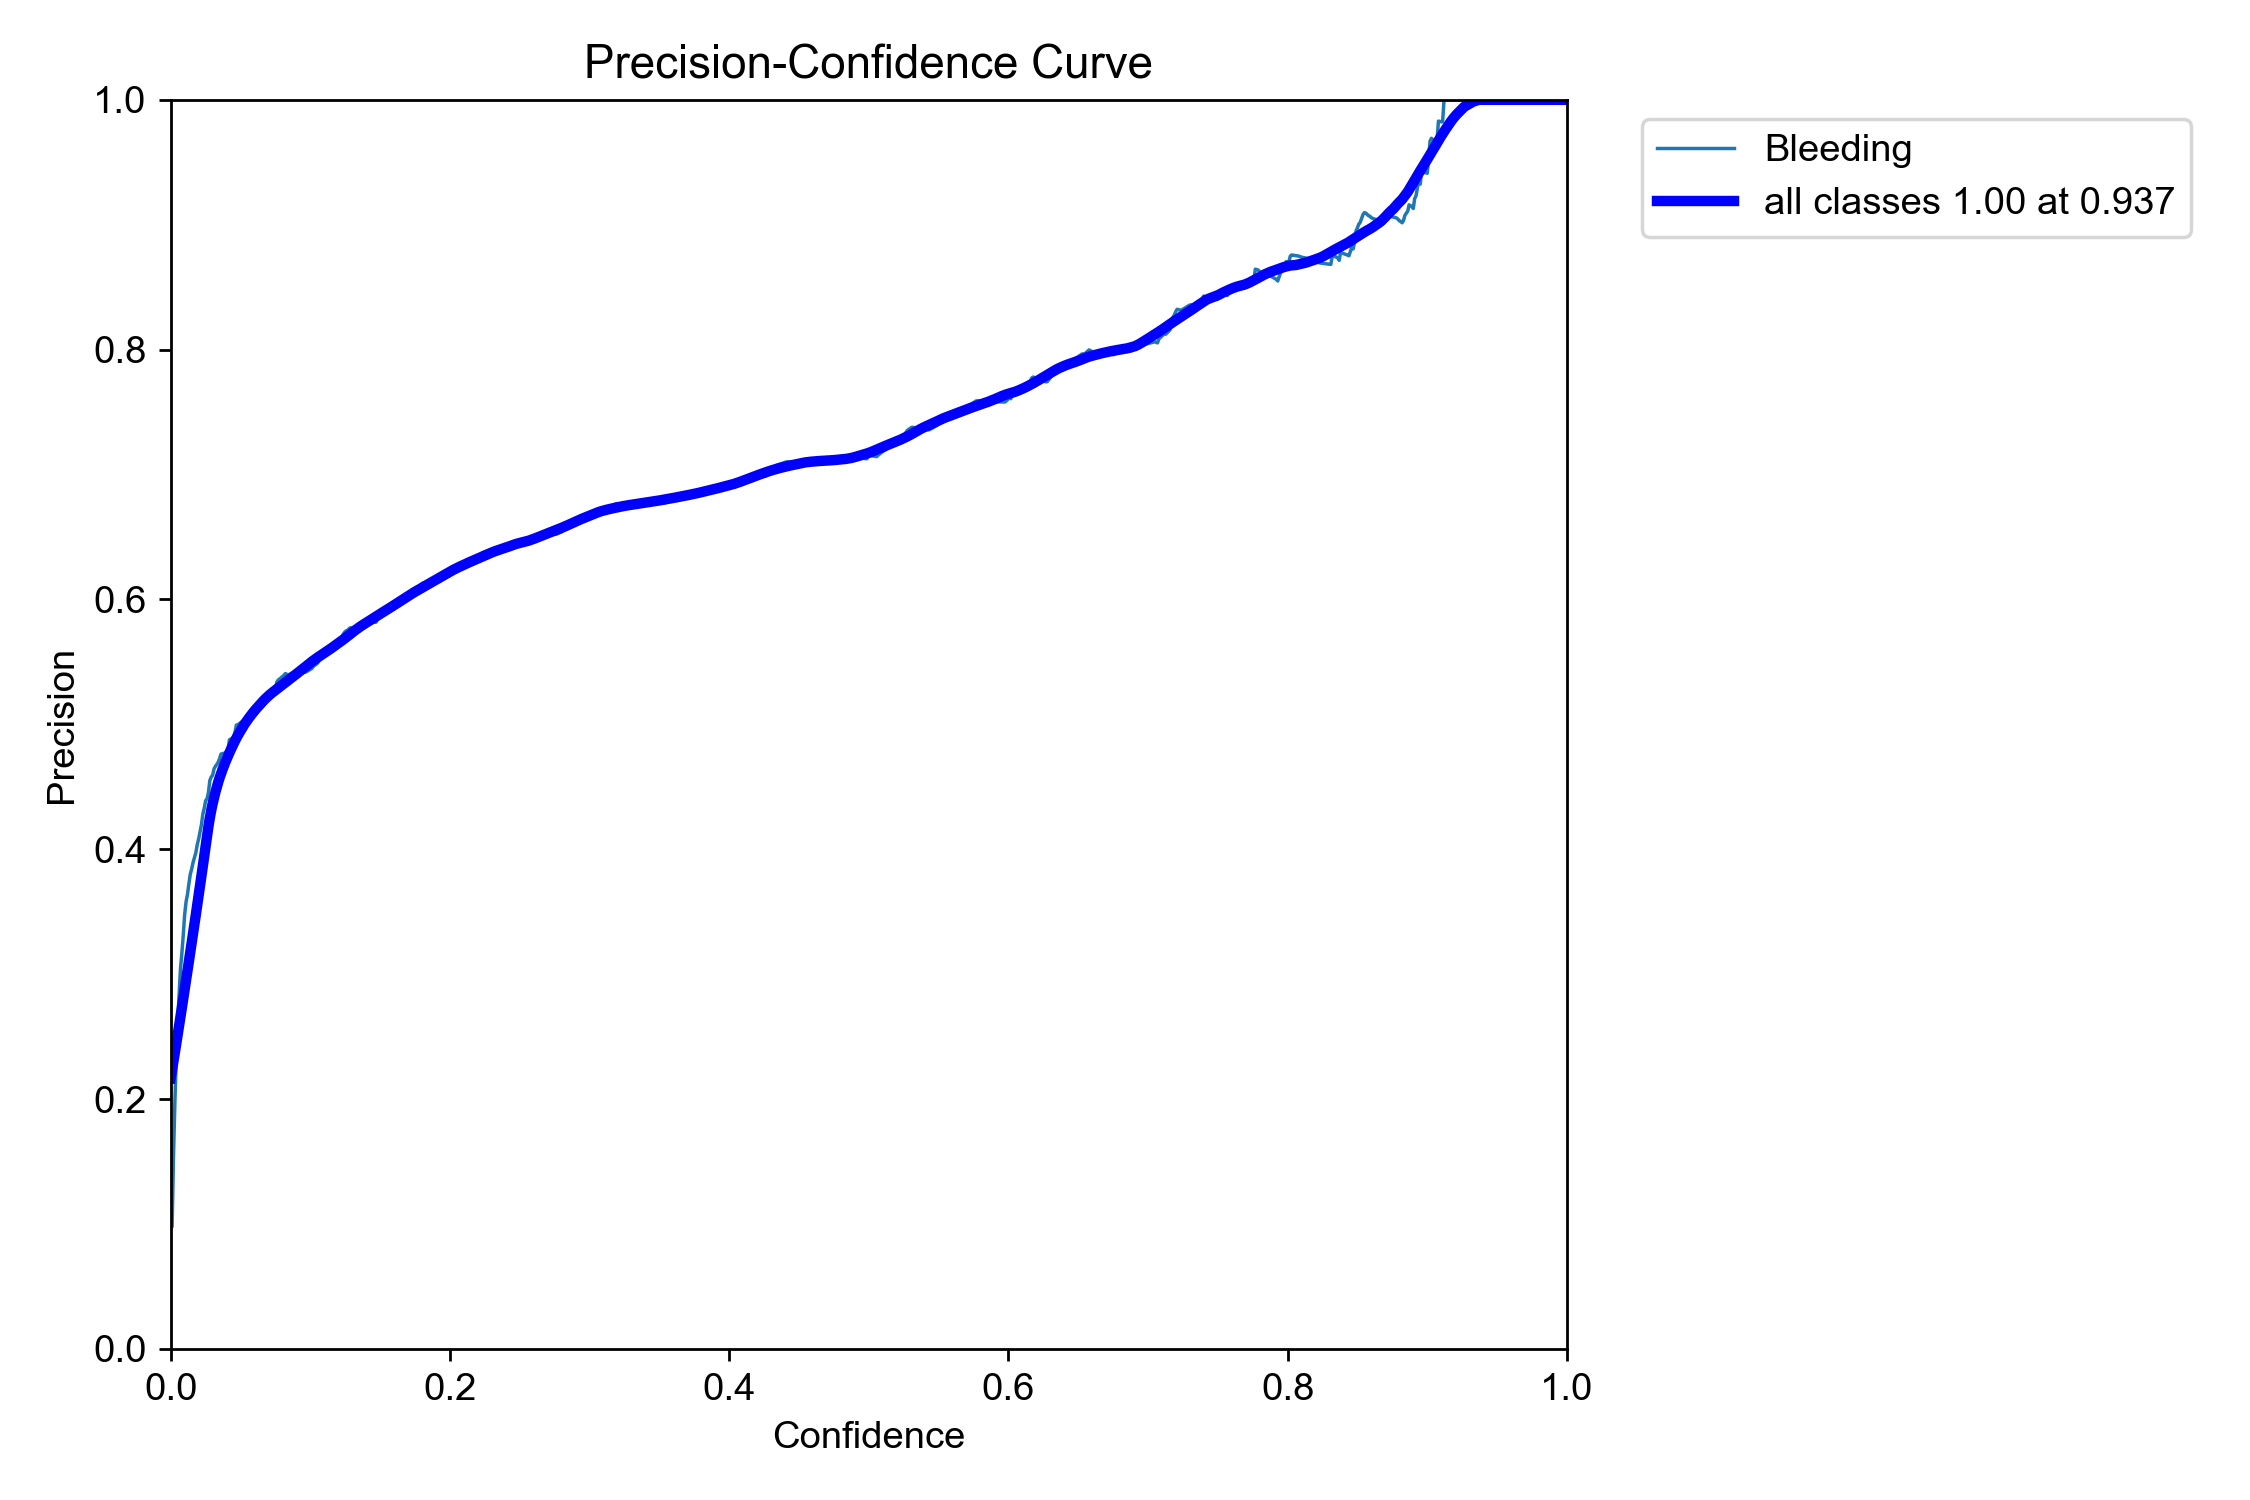 Precision-Confidence Curve
1.0
0.8
0.6
0.4
0.2
0.0
Precision
0.0 0.2 0.4 0.6 0.8 1.0
Confidence
Bleeding
all classes 1.00 at 0.937